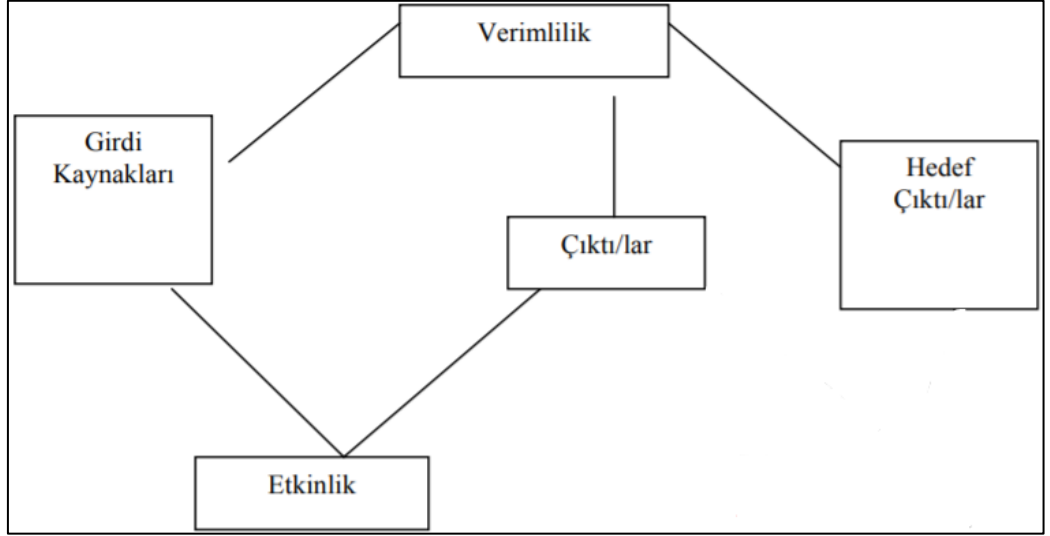 Verimlilik
Girdi
Kaynakları
Hedef
Çıktı/lar
Çıktı/lar
Etkinlik